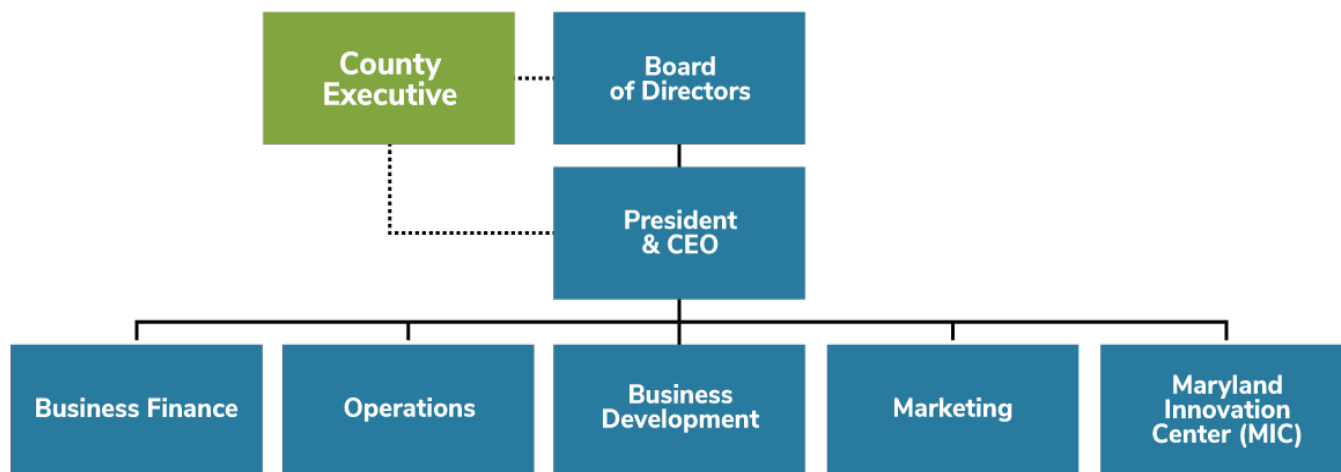 County
Executive
Board
of Directors
President
& CEO
Business Finance
Operations
Business
Development
Marketing
Maryland
Innovation
Center (MIC)